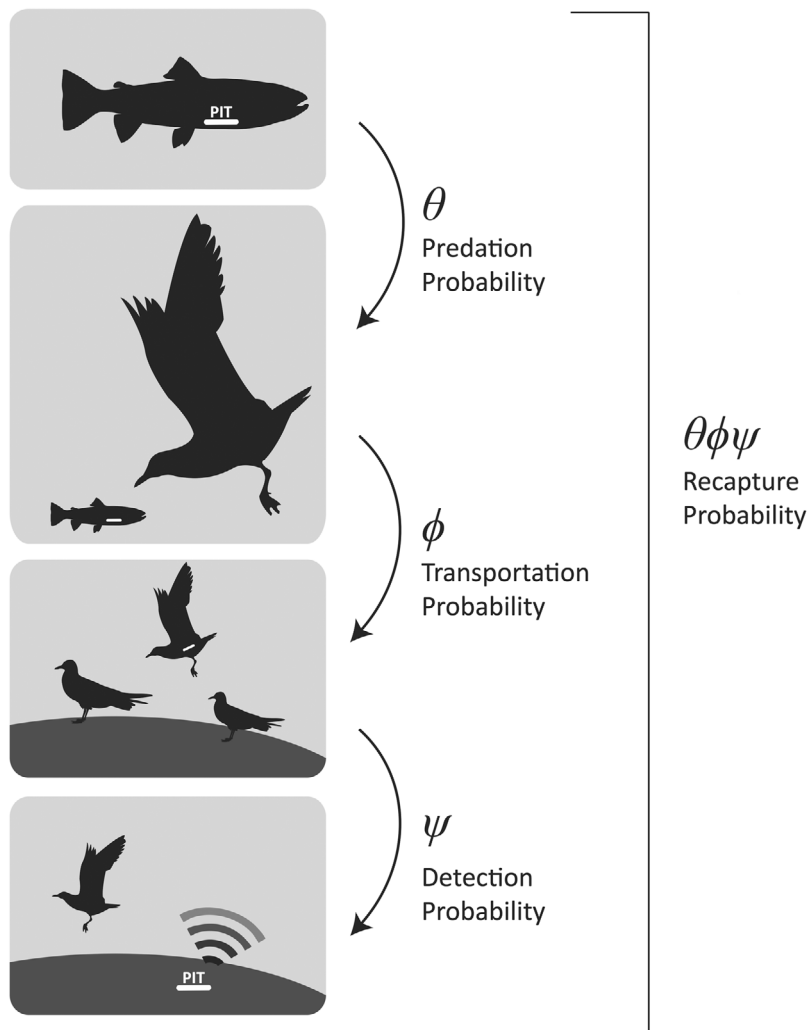 PIT
θ
Predation
Probability
θϕψ
Recapture
Probability
ϕ
Transportation
Probability
ψ
Detection
Probability
PIT